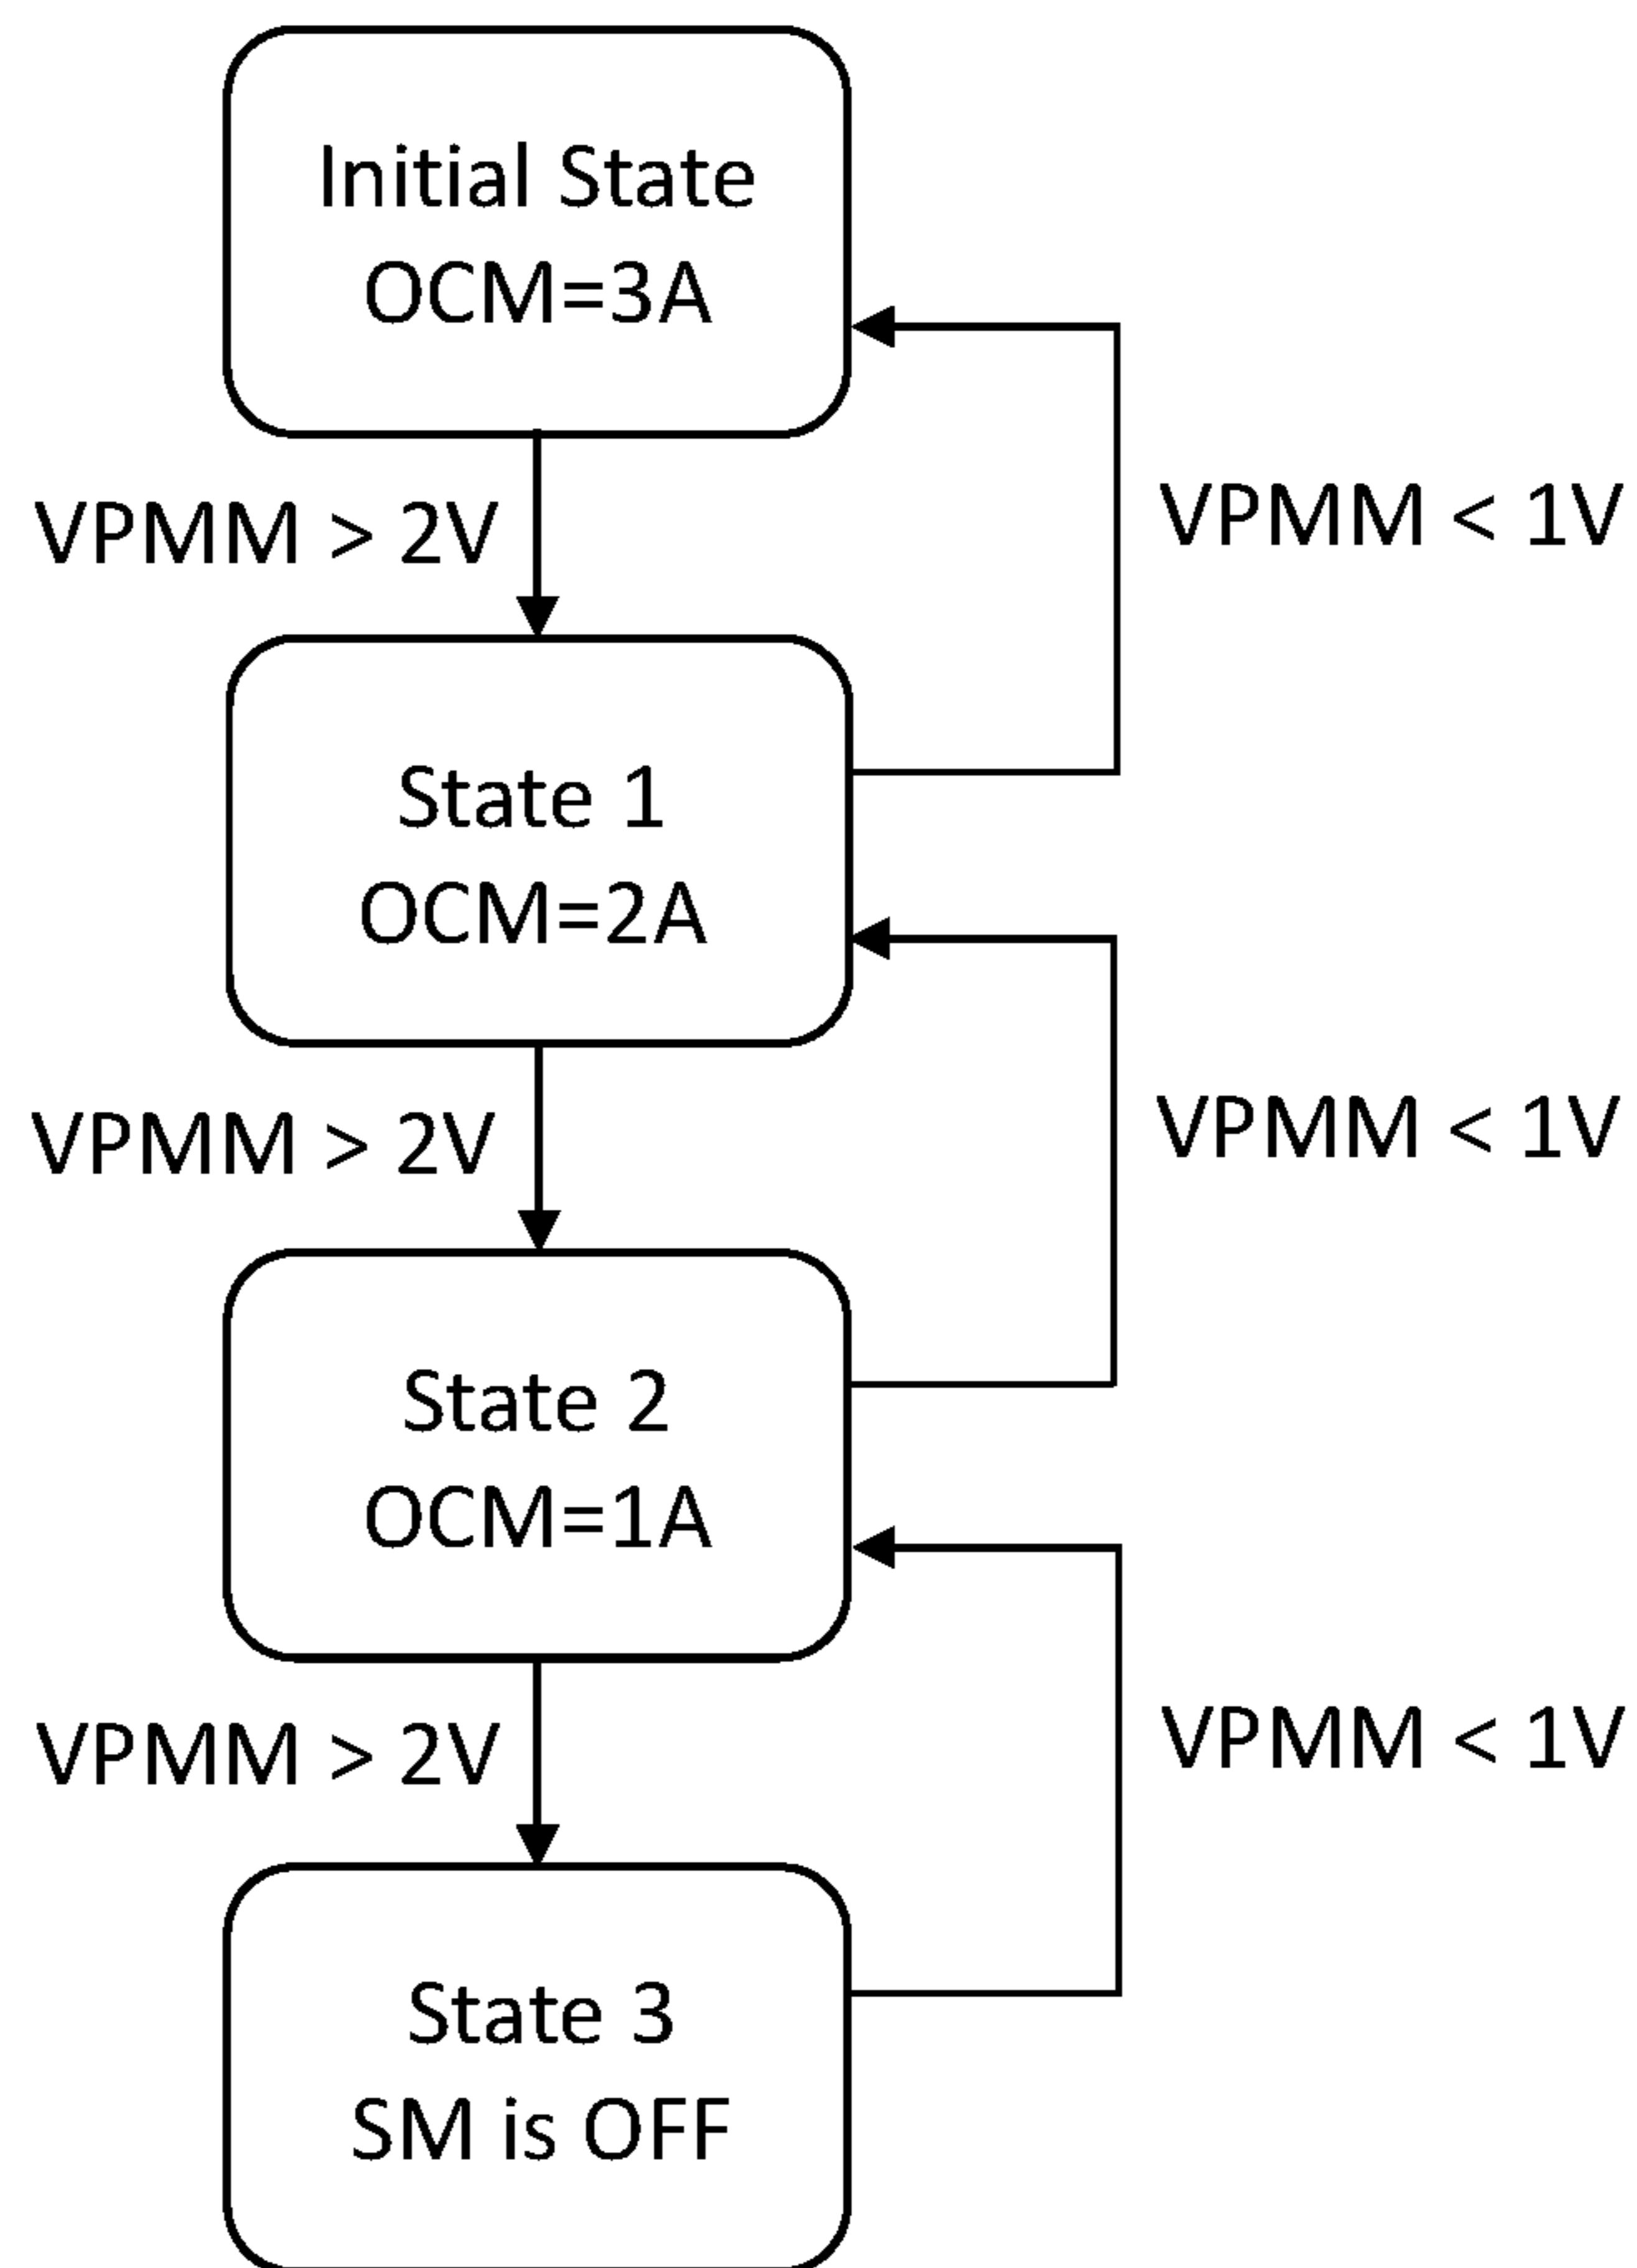 Initial State
OCM=3A
VPMM > 2V
VPMM < 1V
State 1
OCM=2A
VPMM > 2V
VPMM < 1V
State 2
OCM=1A
VPMM > 2V
VPMM < 1V
State 3
SM is OFF